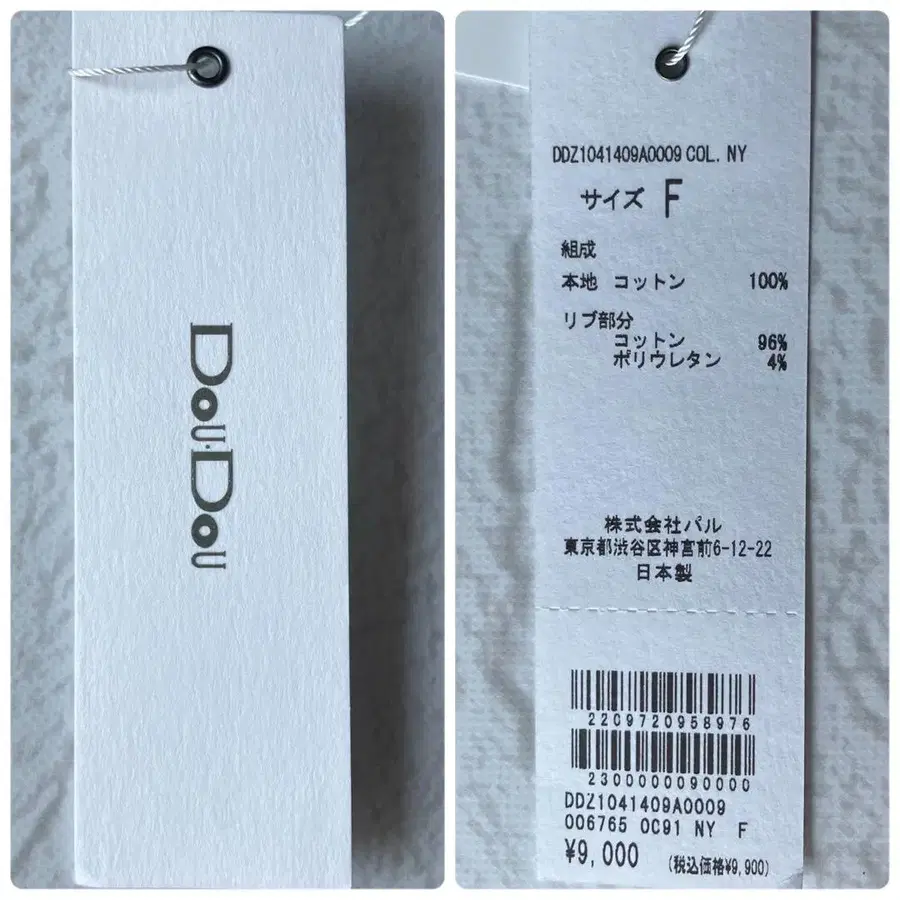 DOU·DOU
DDZ1041409A0009 COL. NY
サイズ F
組成
本地 コットン 100%
リブ部分
コットン 96%
ポリウレタン 4%
株式会社パル
東京都渋谷区神宮前6-12-22
日本製
2209720958976
2300000090000
DDZ1041409A0009
006765 0C91 NY F
¥9,000 (税込価格¥9,900)